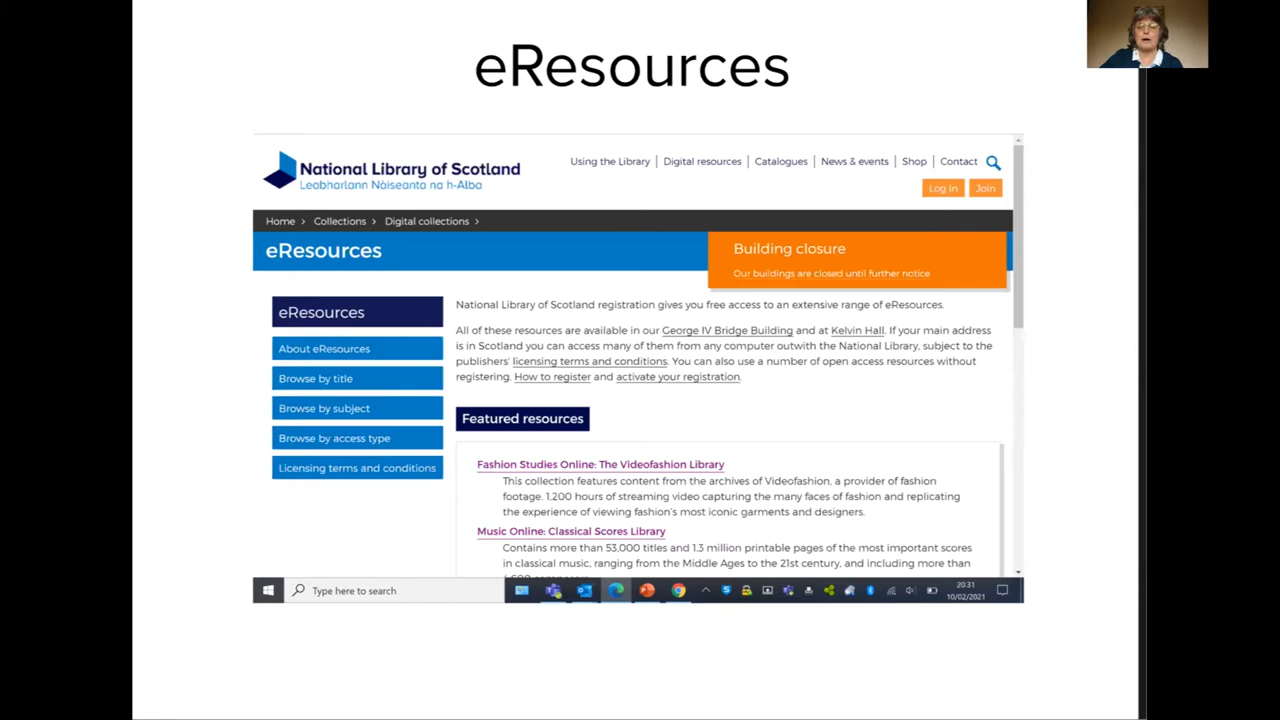 eResources
National Library of Scotland
Leabharlann Nàiseanta na h-Alba
Using the Library
Digital resources
Catalogues
News & events
Shop
Contact
Log in
Join
Home
Collections
Digital collections
eResources
Building closure
Our buildings are closed until further notice
eResources
About eResources
Browse by title
Browse by subject
Browse by access type
Licensing terms and conditions
National Library of Scotland registration gives you free access to an extensive range of eResources.
All of these resources are available in our George IV Bridge Building and at Kelvin Hall. If your main address
is in Scotland you can access many of them from any computer outwith the National Library, subject to the
publishers' licensing terms and conditions. You can also use a number of open access resources without
registering. How to register and activate your registration.
Featured resources
Fashion Studies Online: The Videofashion Library
This collection features content from the archives of Videofashion, a provider of fashion
footage. 1,200 hours of streaming video capturing the many faces of fashion and replicating
the experience of viewing fashion's most iconic garments and designers.
Music Online: Classical Scores Library
Contains more than 53,000 titles and 1.3 million printable pages of the most important scores
in classical music, ranging from the Middle Ages to the 21st century, and including more than
Type here to search
20:31
10/02/2021